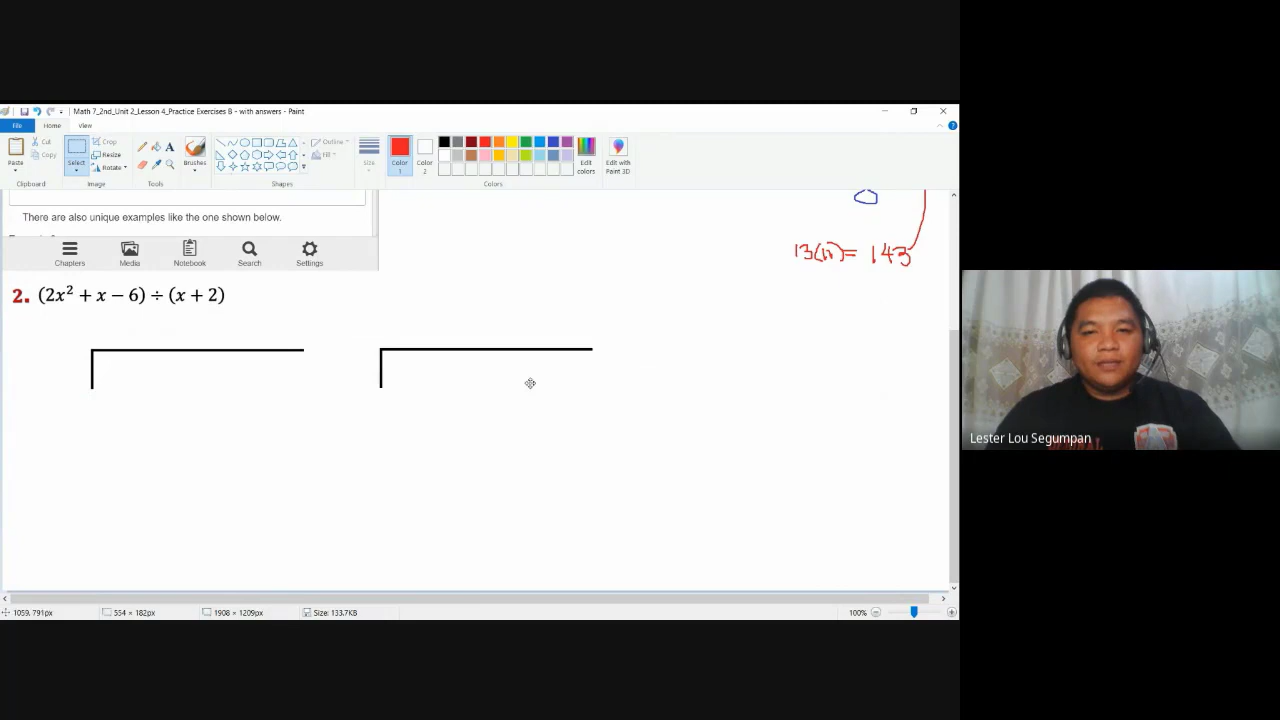 Math 7_2nd_Unit 2_Lesson 4_Practice Exercises B - with answers - Paint
File Home View
Paste
Cut
Copy
Clipboard
Select
Crop
Resize
Rotate
Image
Tools
Brushes
Outline
Fill
Shapes
Size
Color 1
Color 2
Edit colors
Colors
Edit with Paint 3D
There are also unique examples like the one shown below.
Chapters Media Notebook Search Settings
13(11)= 143
2. (2x² + x − 6) ÷ (x + 2)
Lester Lou Segumpan
1059, 791px 554 × 182px 1908 × 1209px Size: 133.7KB 100%